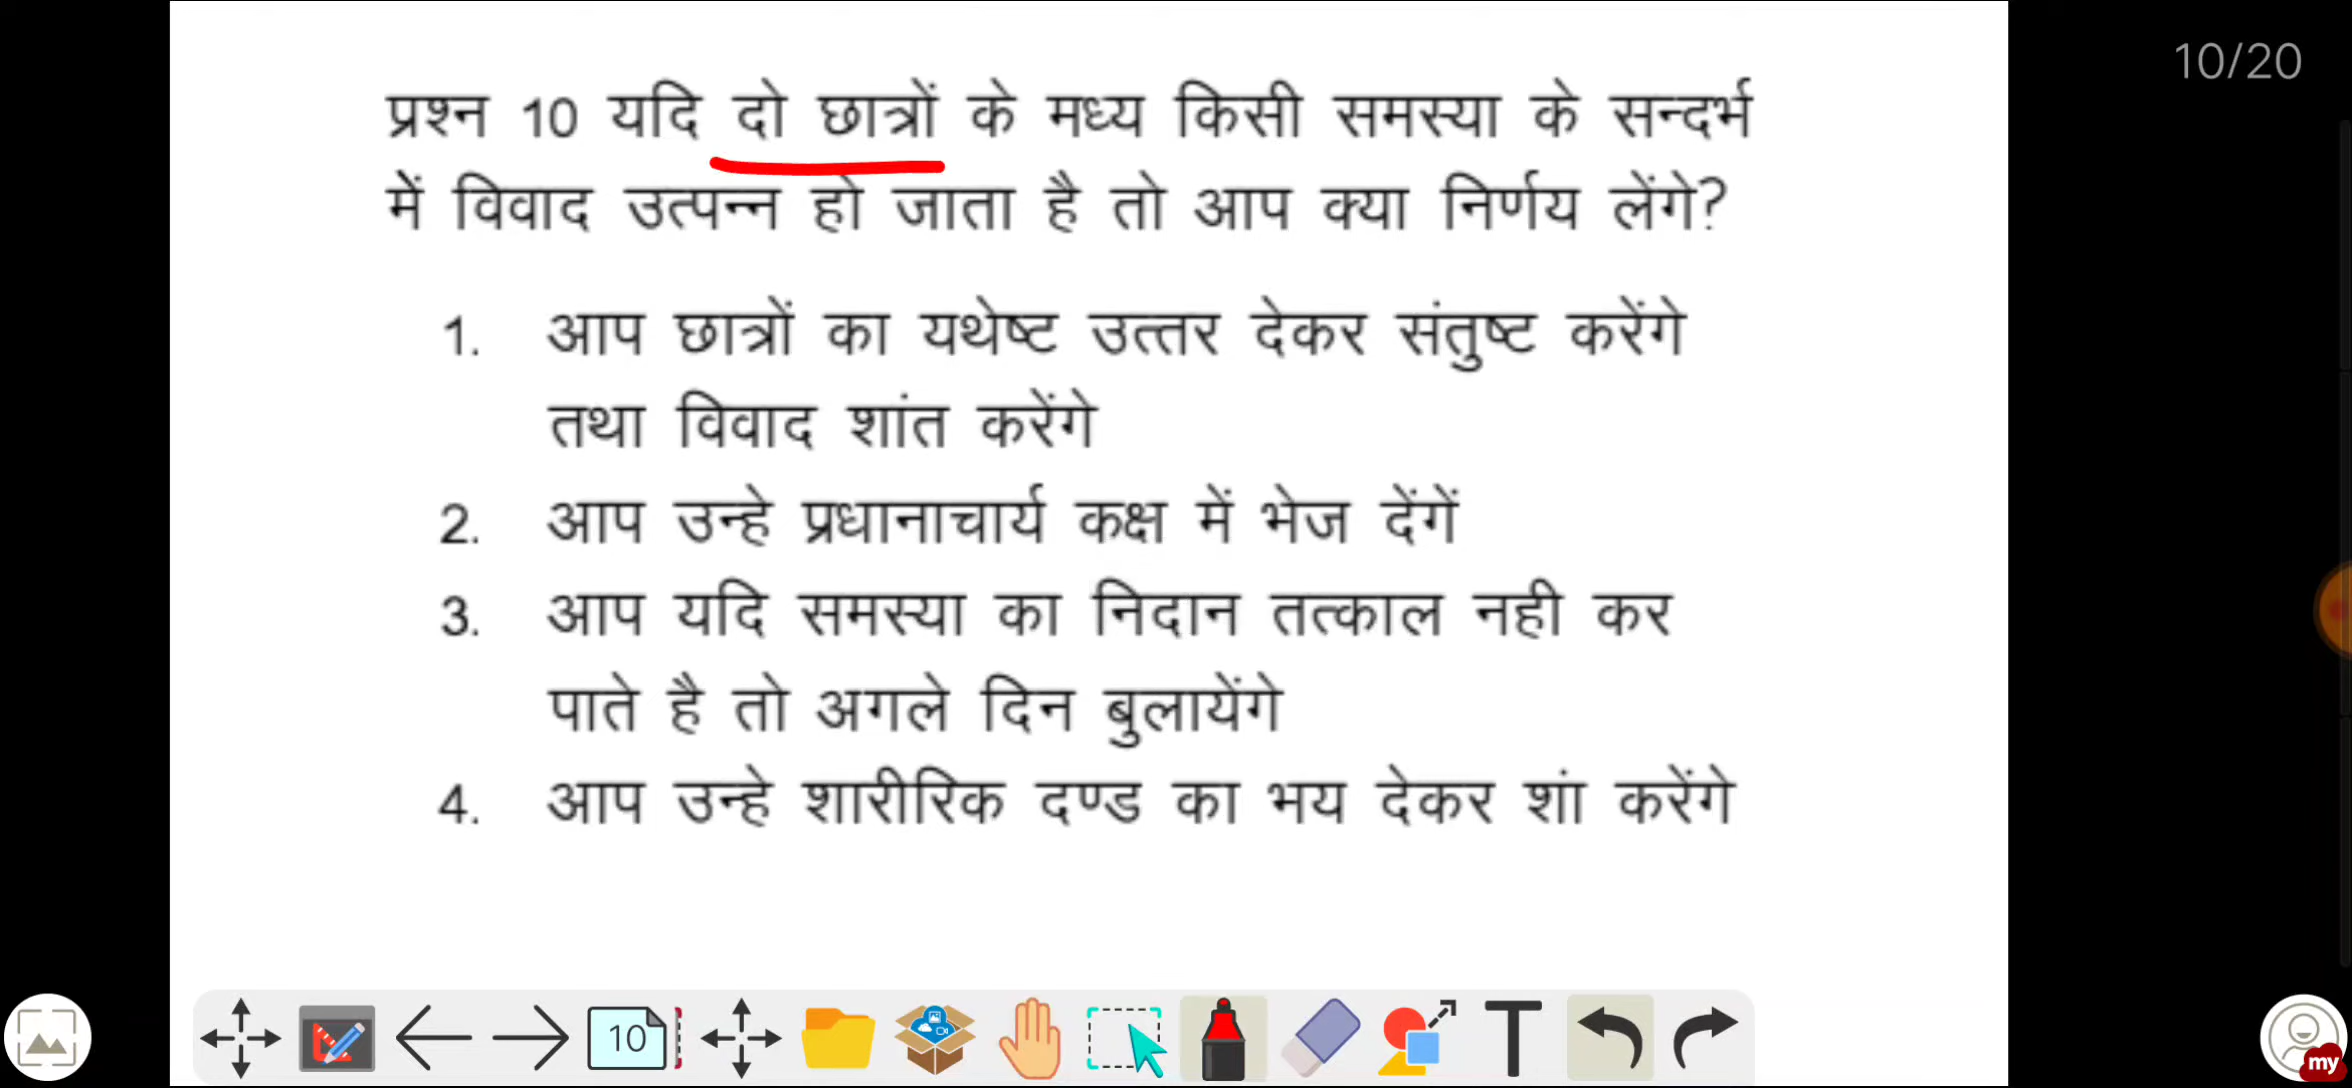 10/20
प्रश्न 10 यदि दो छात्रों के मध्य किसी समस्या के सन्दर्भ
में विवाद उत्पन्न हो जाता है तो आप क्या निर्णय लेंगे?
1. आप छात्रों का यथेष्ट उत्तर देकर संतुष्ट करेंगे
तथा विवाद शांत करेंगे
2. आप उन्हे प्रधानाचार्य कक्ष में भेज देंगें
3. आप यदि समस्या का निदान तत्काल नही कर
पाते है तो अगले दिन बुलायेंगे
4. आप उन्हे शारीरिक दण्ड का भय देकर शां करेंगे
10
T
my